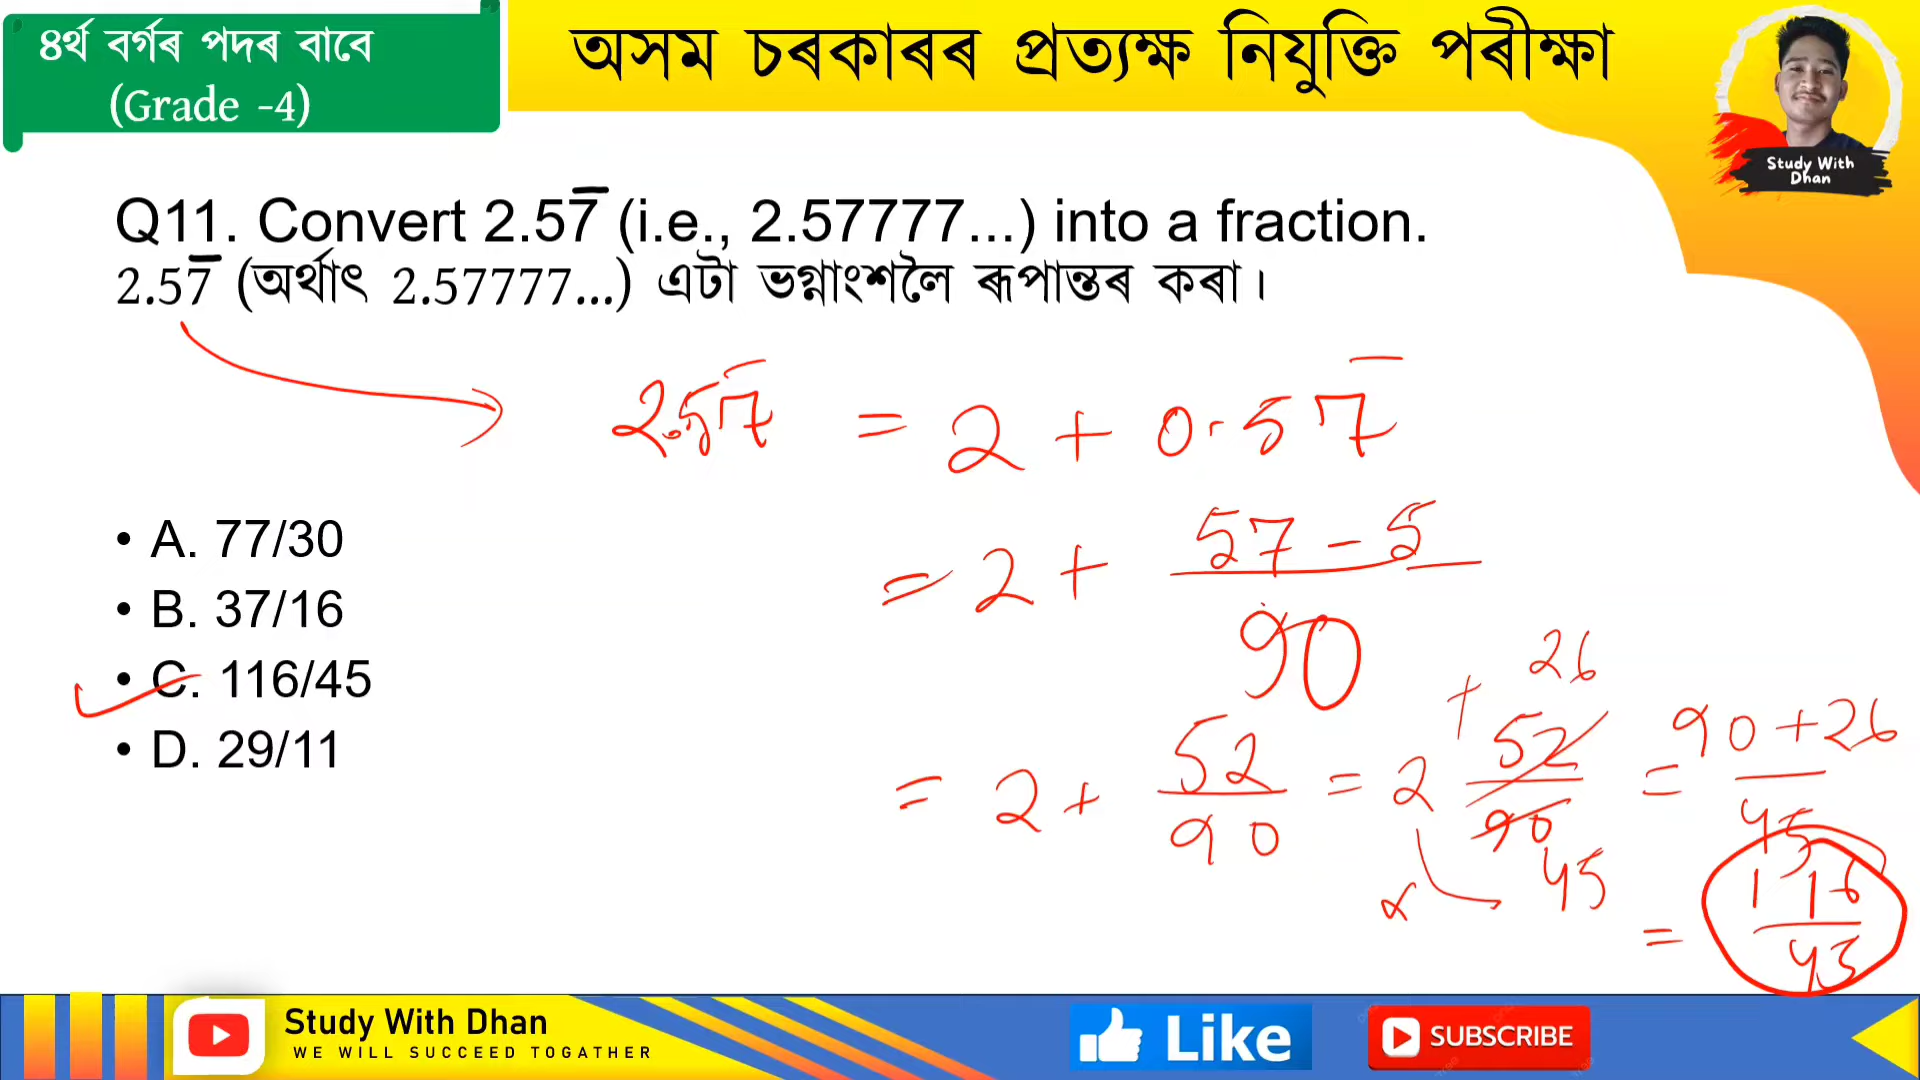 ৪ৰ্থ বৰ্গৰ পদৰ বাবে
(Grade -4)
অসম চৰকাৰৰ প্ৰত্যক্ষ নিযুক্তি পৰীক্ষা
Study With
Dhan
Q11. Convert 2.57̅ (i.e., 2.57777...) into a fraction.
2.57̅ (অৰ্থাৎ 2.57777...) এটা ভগ্নাংশলৈ ৰূপান্তৰ কৰা।
2.57̅ = 2 + 0.57̅
= 2 + (57 - 5)/90
= 2 + 52/90 = 2 + 52/90 26 45 × = (90 + 26)/45
= 116/45
• A. 77/30
• B. 37/16
• C. 116/45
• D. 29/11
Study With Dhan
WE WILL SUCCEED TOGATHER
Like
SUBSCRIBE